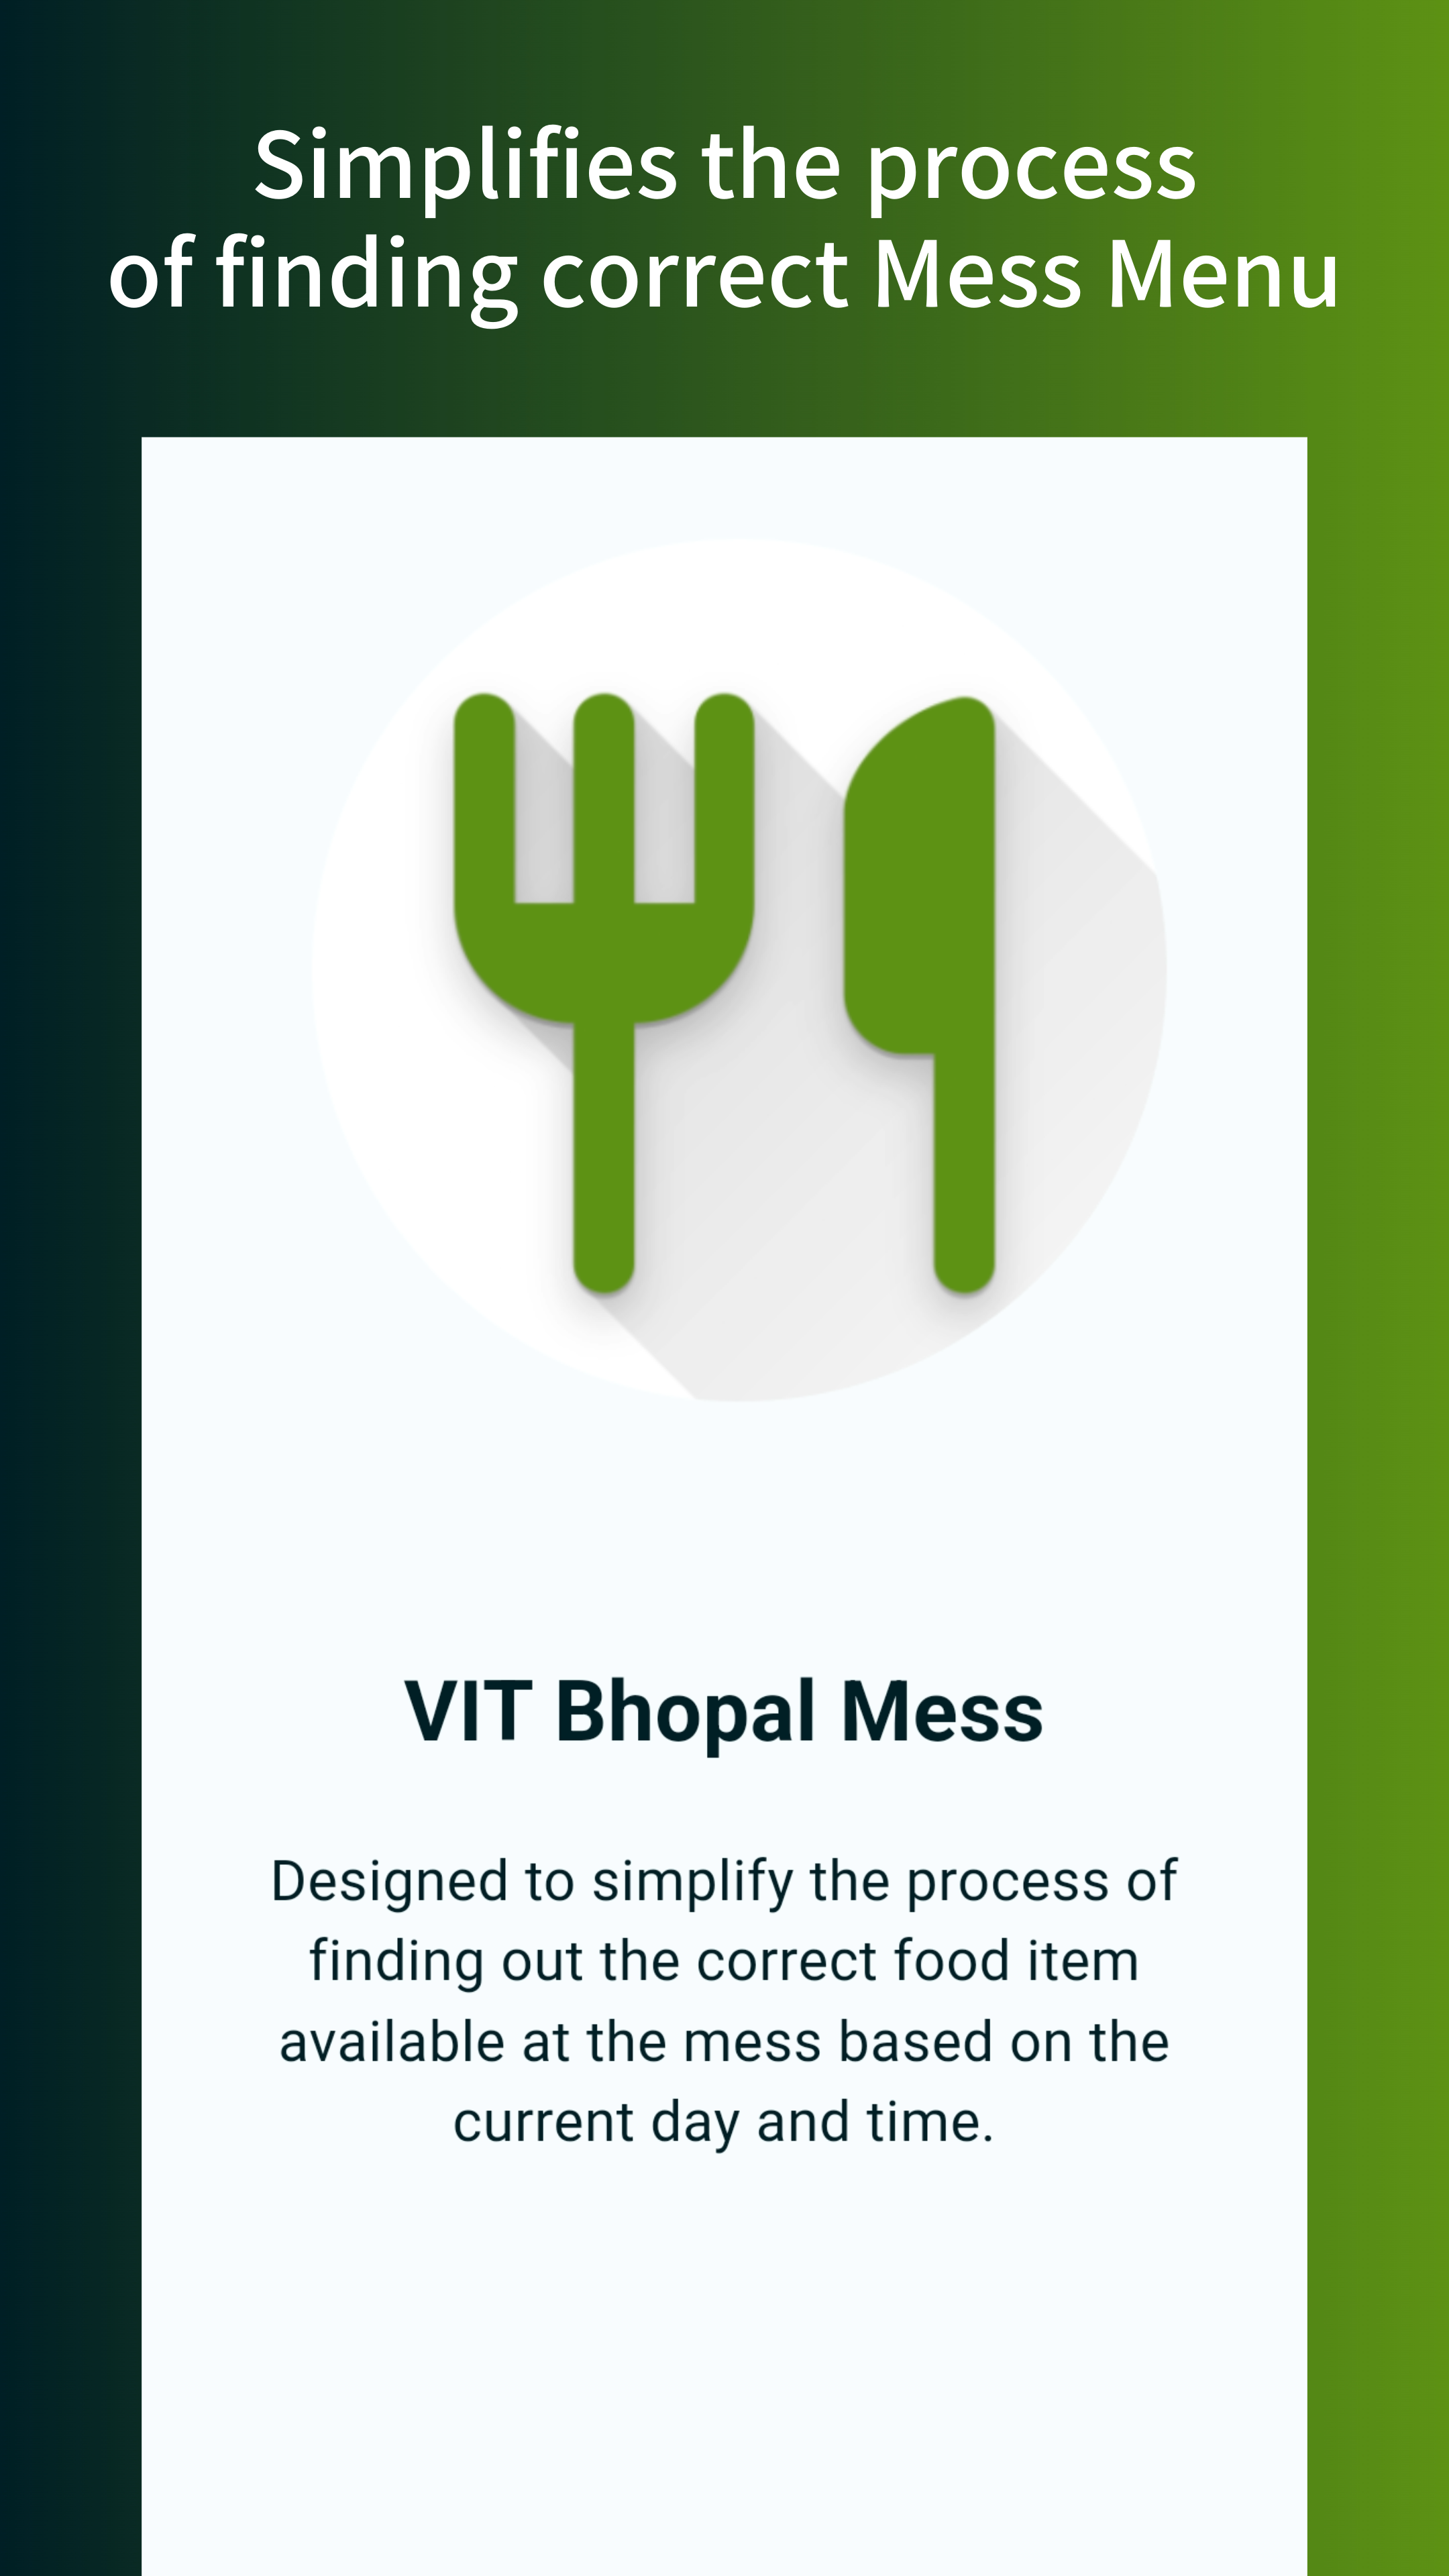 Simplifies the process
of finding correct Mess Menu
VIT Bhopal Mess
Designed to simplify the process of
finding out the correct food item
available at the mess based on the
current day and time.